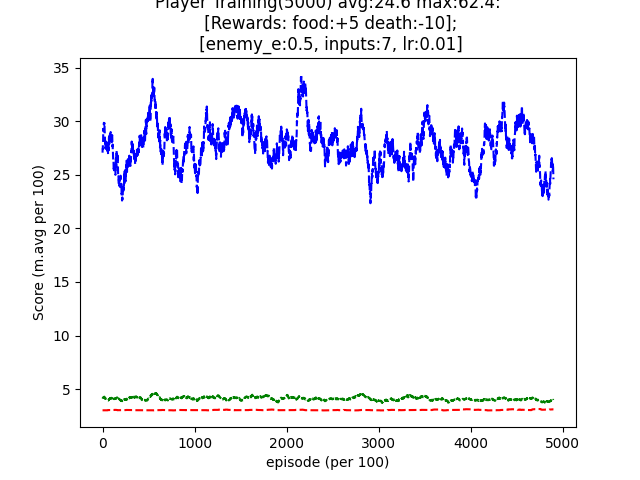 Player Training(5000) avg:24.6 max:62.4:
[Rewards: food:+5 death:-10];
[enemy_e:0.5, inputs:7, lr:0.01]
35
30
25
20
15
10
5
Score (m.avg per 100)
0 1000 2000 3000 4000 5000
episode (per 100)